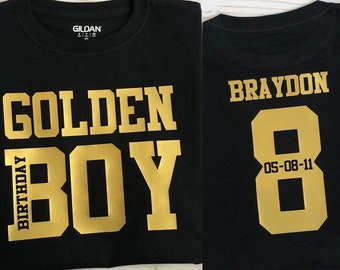 GILDAN
GOLDEN
BIRTHDAY
BOY
BRAYDON
8
05-08-11